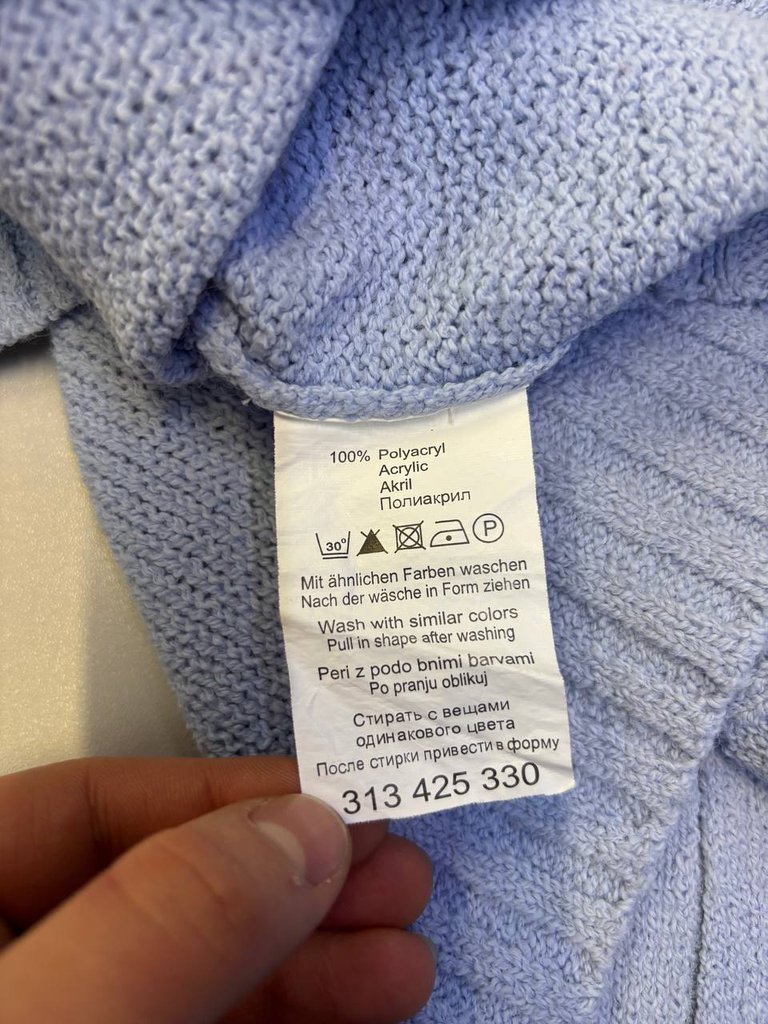 100% Polyacryl
Acrylic
Akril
Полиакрил
30°
P
Mit ähnlichen Farben waschen
Nach der wäsche in Form ziehen
Wash with similar colors
Pull in shape after washing
Peri z podo bnimi barvami
Po pranju oblikuj
Стирать с вещами
одинакового цвета
После стирки привести в форму
313 425 330